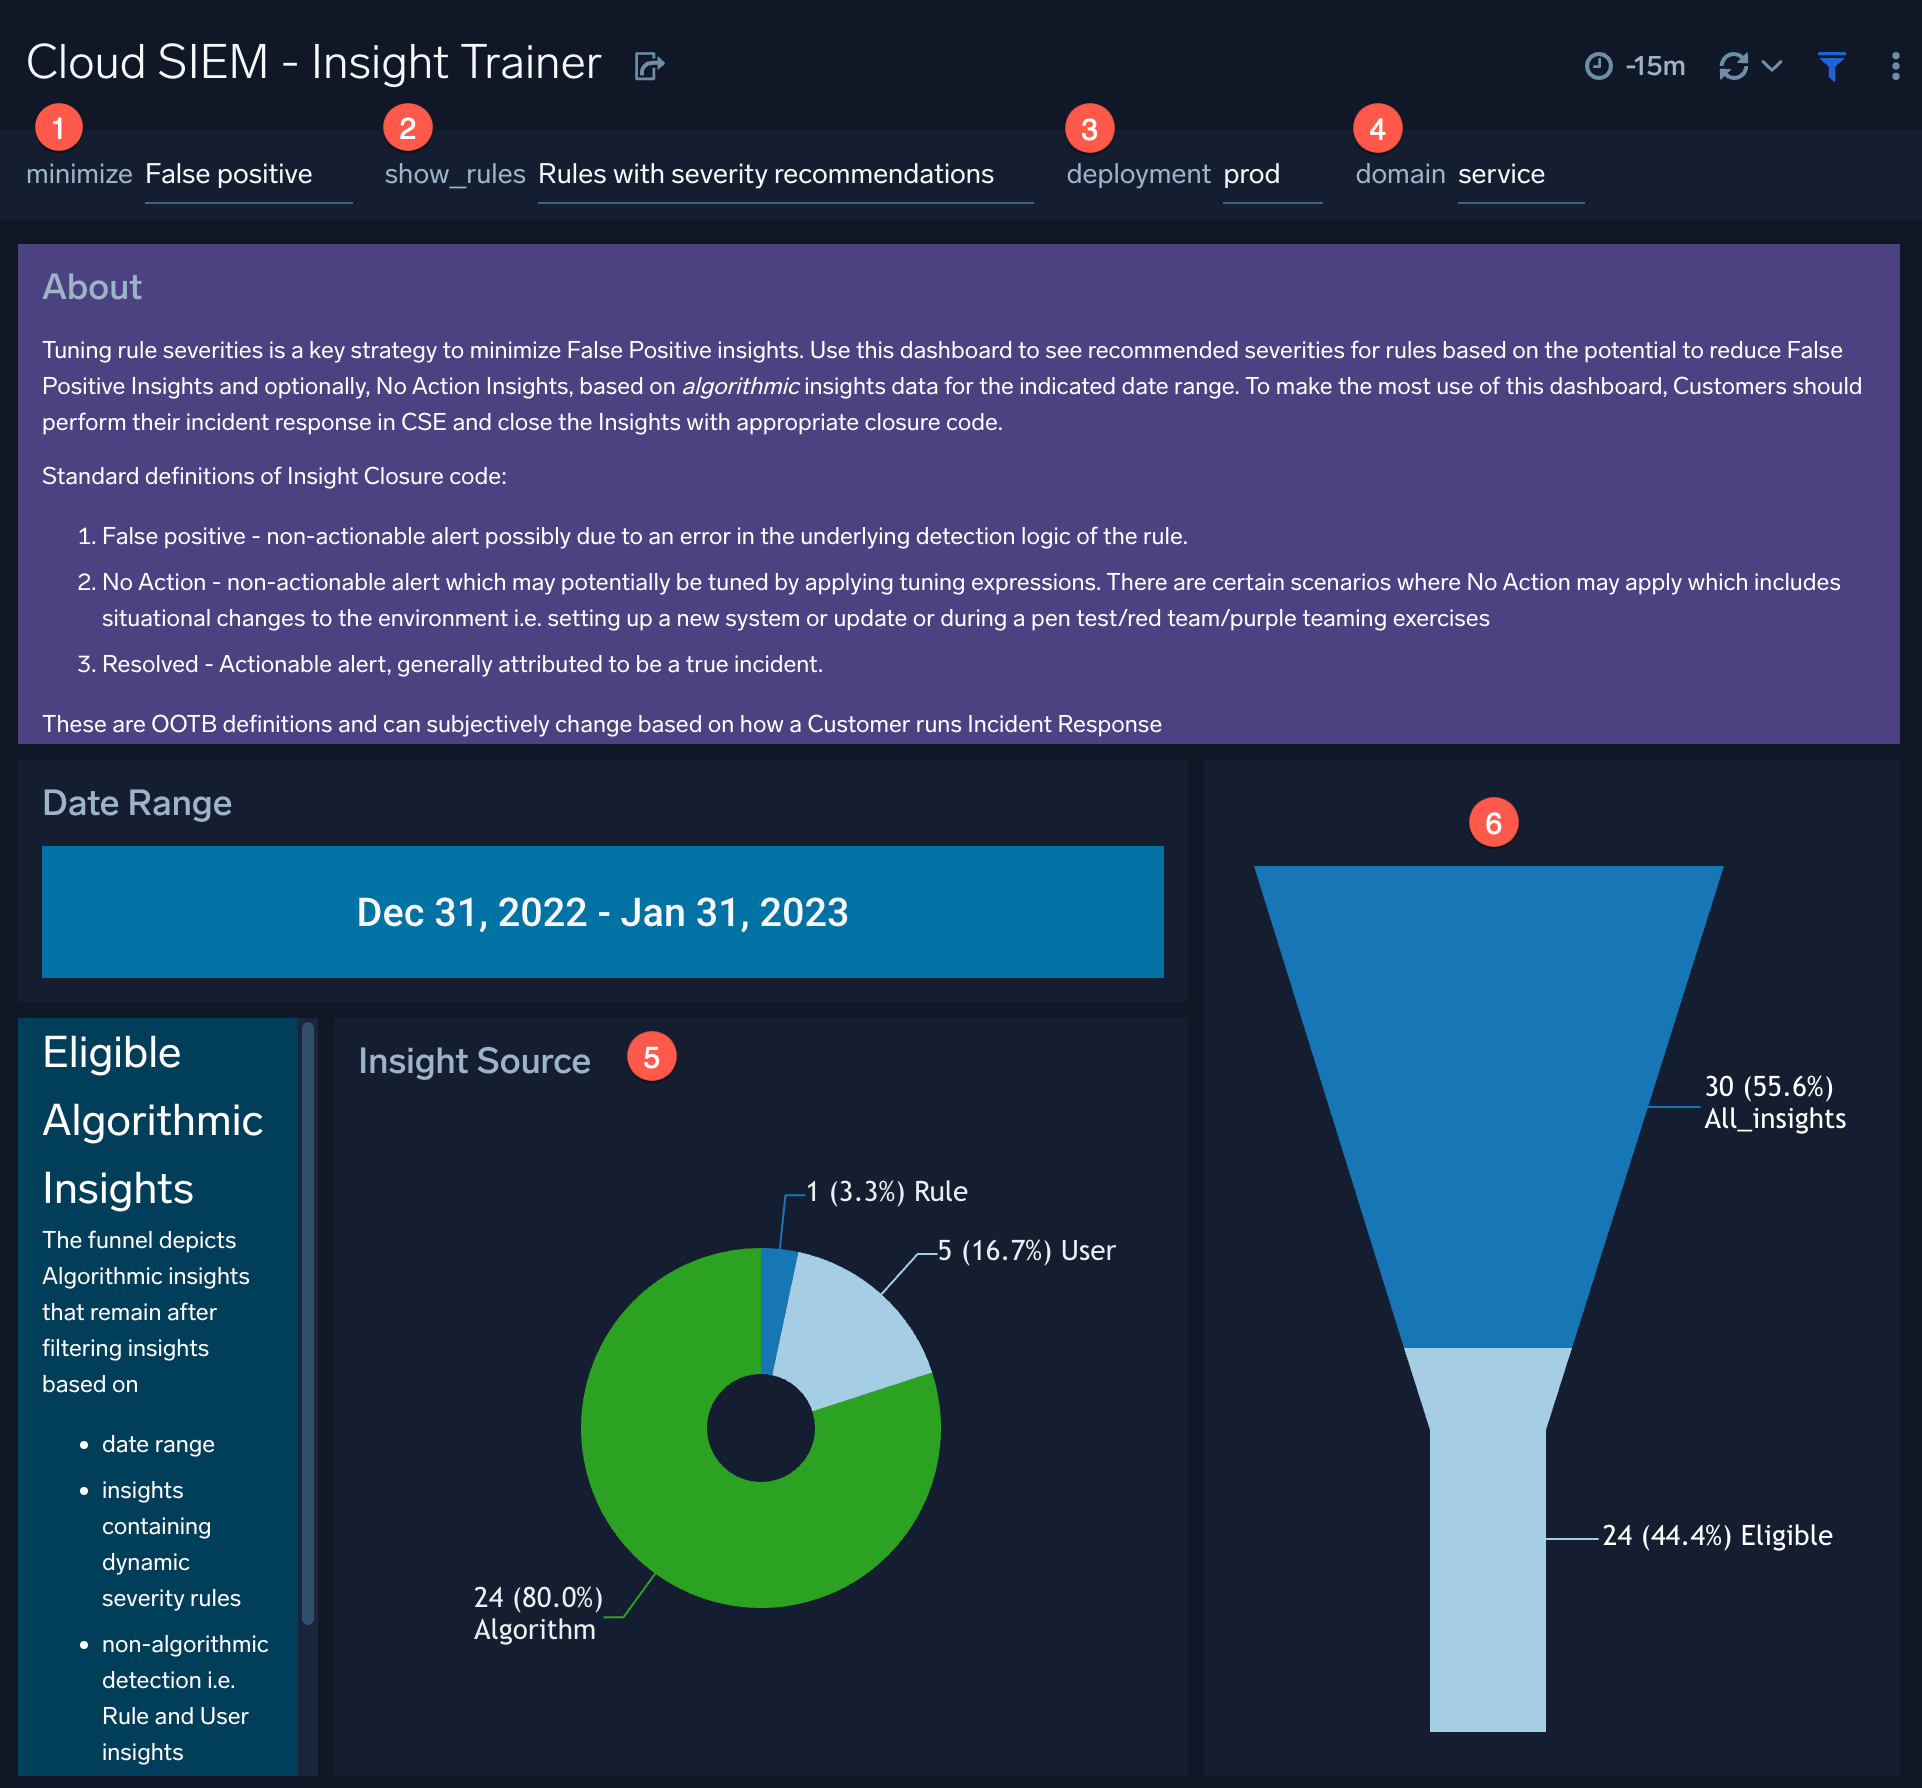 Cloud SIEM - Insight Trainer
-15m
1
2
3
4
minimize False positive
show_rules Rules with severity recommendations
deployment prod
domain service
About
Tuning rule severities is a key strategy to minimize False Positive insights. Use this dashboard to see recommended severities for rules based on the potential to reduce False
Positive Insights and optionally, No Action Insights, based on algorithmic insights data for the indicated date range. To make the most use of this dashboard, Customers should
perform their incident response in CSE and close the Insights with appropriate closure code.
Standard definitions of Insight Closure code:
1. False positive - non-actionable alert possibly due to an error in the underlying detection logic of the rule.
2. No Action - non-actionable alert which may potentially be tuned by applying tuning expressions. There are certain scenarios where No Action may apply which includes
situational changes to the environment i.e. setting up a new system or update or during a pen test/red team/purple teaming exercises
3. Resolved - Actionable alert, generally attributed to be a true incident.
These are OOTB definitions and can subjectively change based on how a Customer runs Incident Response
Date Range
Dec 31, 2022 - Jan 31, 2023
Eligible
Algorithmic
Insights
The funnel depicts
Algorithmic insights
that remain after
filtering insights
based on
• date range
• insights
containing
dynamic
severity rules
• non-algorithmic
detection i.e.
Rule and User
insights
Insight Source
5
1 (3.3%) Rule
5 (16.7%) User
24 (80.0%)
Algorithm
6
30 (55.6%)
All_insights
24 (44.4%) Eligible